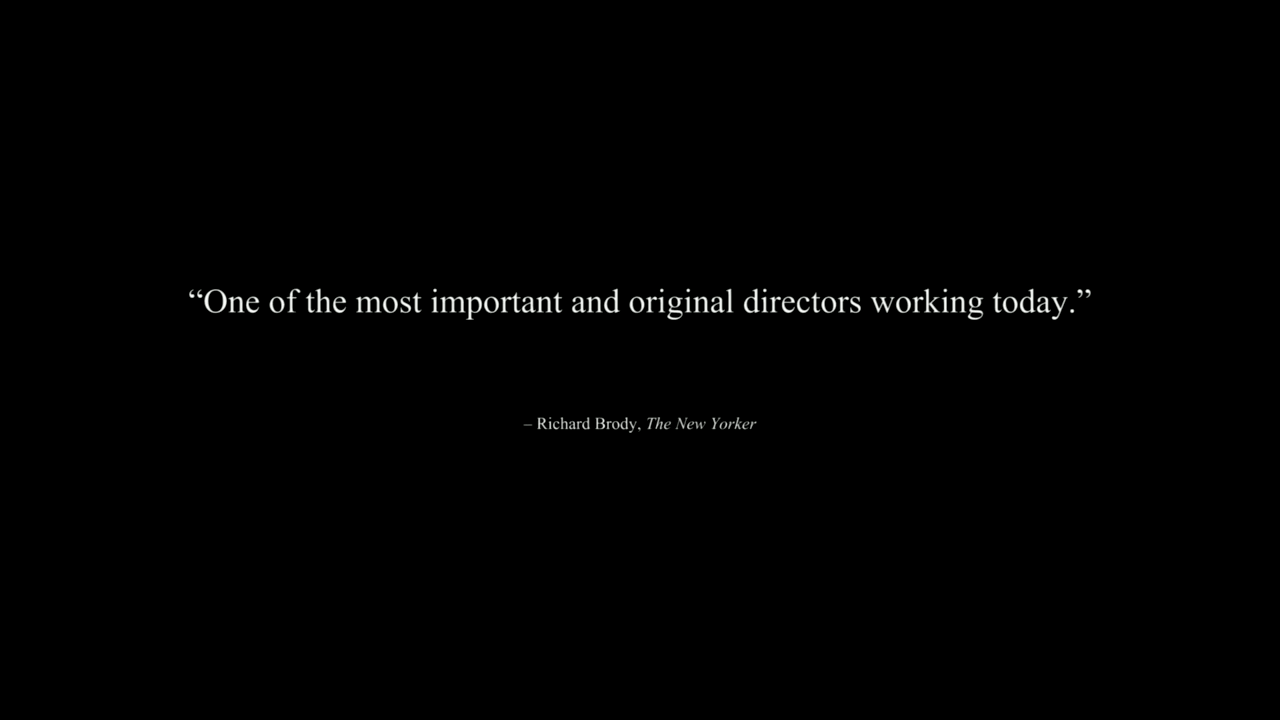 “One of the most important and original directors working today.”
– Richard Brody, The New Yorker